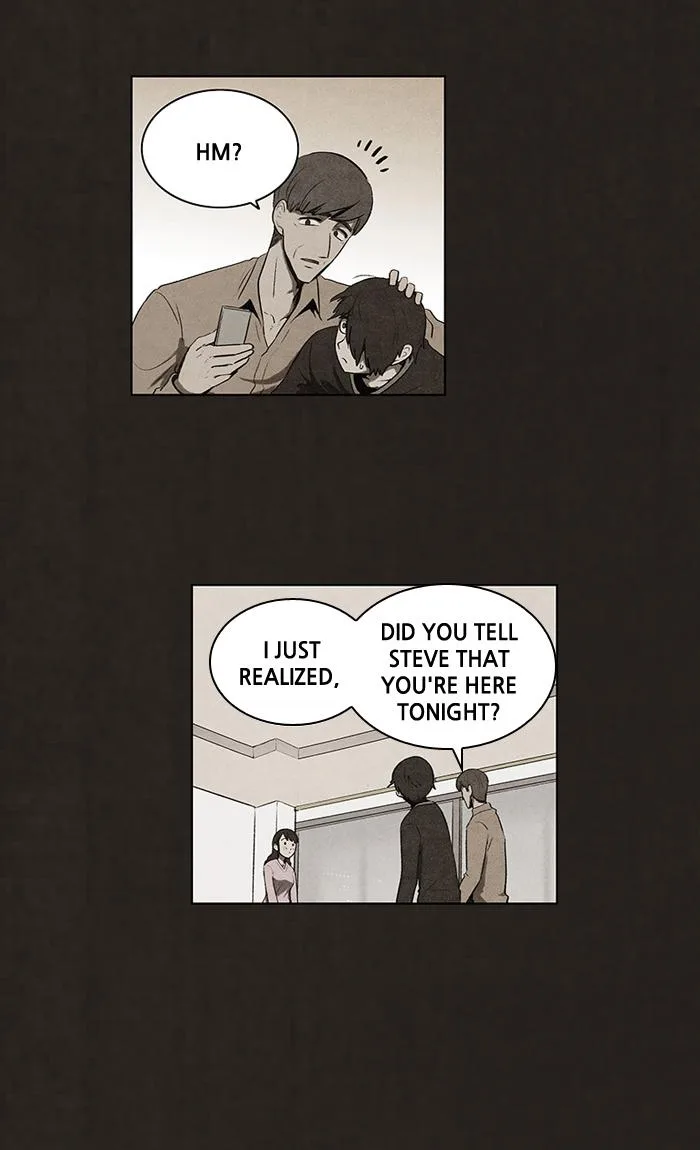 HM?
I JUST
REALIZED,
DID YOU TELL
STEVE THAT
YOU'RE HERE
TONIGHT?